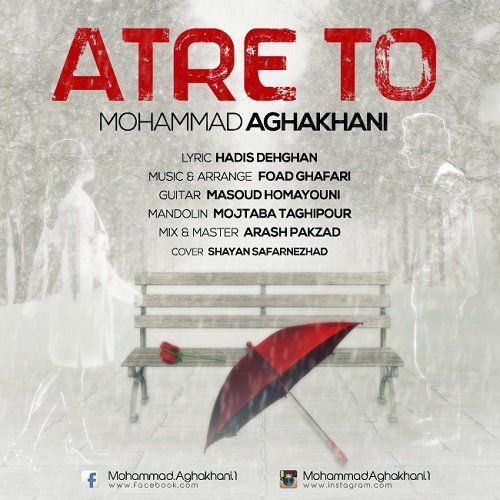 ATRE TO
MOHAMMAD AGHAKHANI
LYRIC HADIS DEHGHAN
MUSIC & ARRANGE FOAD GHAFARI
GUITAR MASOUD HOMAYOUNI
MANDOLIN MOJTABA TAGHIPOUR
MIX & MASTER ARASH PAKZAD
COVER SHAYAN SAFARNEZHAD
f Mohammad.Aghakhani.1
www.Facebook.com
MohammadAghakhani.1
www.instagram.com